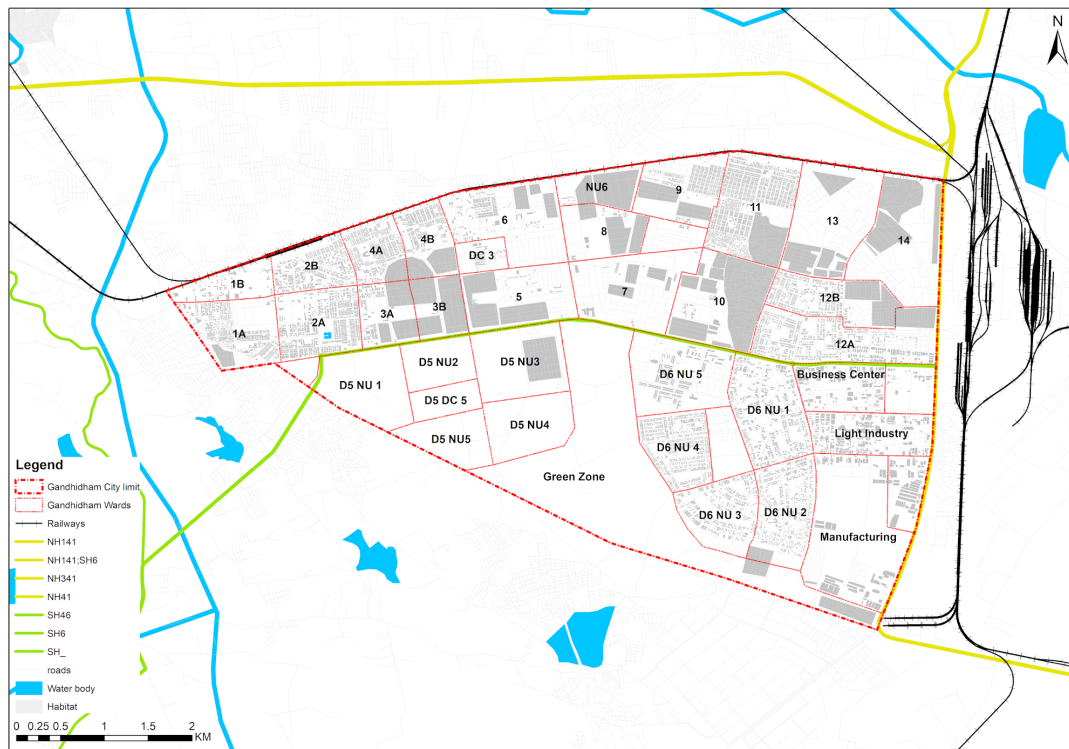 N
9
NU6
11
13
6
8
14
4B
4A
DC 3
2B
1B
7
5
10
12B
3B
3A
2A
1A
12A
D5 NU2
D5 NU3
D6 NU 5
Business Center
D5 NU 1
D5 DC 5
D6 NU 1
D5 NU4
Light Industry
D5 NU5
D6 NU 4
Green Zone
D6 NU 3
D6 NU 2
Manufacturing
Legend
Gandhidham City limit
Gandhidham Wards
Railways
NH141
NH141;SH6
NH341
NH41
SH46
SH6
SH_
roads
Water body
Habitat
0 0.25 0.5 1 1.5 2
KM